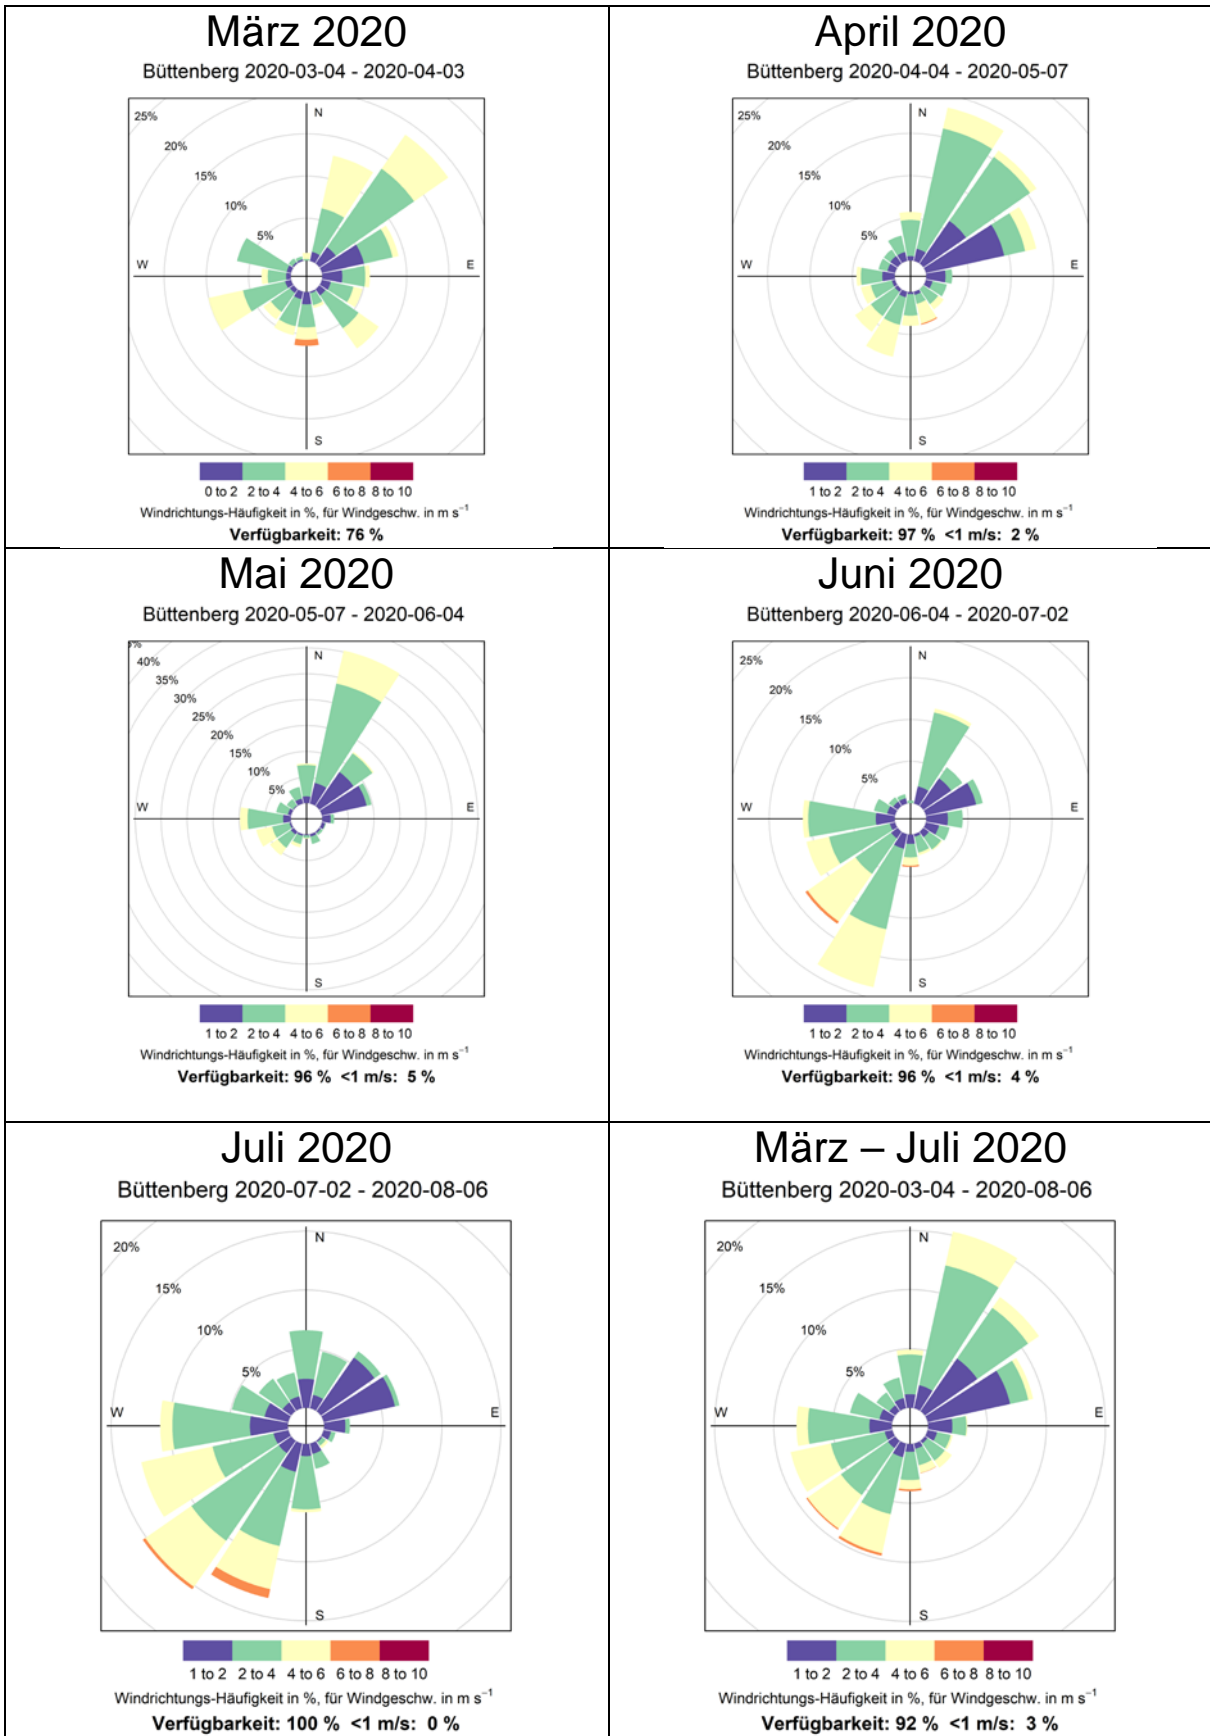 März 2020
Büttenberg 2020-03-04 - 2020-04-03
25%
20%
15%
10%
5%
N
W
E
S
0 to 2 2 to 4 4 to 6 6 to 8 8 to 10
Windrichtungs-Häufigkeit in %, für Windgeschw. in m s⁻¹
Verfügbarkeit: 76 %
April 2020
Büttenberg 2020-04-04 - 2020-05-07
25%
20%
15%
10%
5%
N
W
E
S
1 to 2 2 to 4 4 to 6 6 to 8 8 to 10
Windrichtungs-Häufigkeit in %, für Windgeschw. in m s⁻¹
Verfügbarkeit: 97 % <1 m/s: 2 %
Mai 2020
Büttenberg 2020-05-07 - 2020-06-04
40%
35%
30%
25%
20%
15%
10%
5%
N
W
E
S
1 to 2 2 to 4 4 to 6 6 to 8 8 to 10
Windrichtungs-Häufigkeit in %, für Windgeschw. in m s⁻¹
Verfügbarkeit: 96 % <1 m/s: 5 %
Juni 2020
Büttenberg 2020-06-04 - 2020-07-02
25%
20%
15%
10%
5%
N
W
E
S
1 to 2 2 to 4 4 to 6 6 to 8 8 to 10
Windrichtungs-Häufigkeit in %, für Windgeschw. in m s⁻¹
Verfügbarkeit: 96 % <1 m/s: 4 %
Juli 2020
Büttenberg 2020-07-02 - 2020-08-06
20%
15%
10%
5%
N
W
E
S
1 to 2 2 to 4 4 to 6 6 to 8 8 to 10
Windrichtungs-Häufigkeit in %, für Windgeschw. in m s⁻¹
Verfügbarkeit: 100 % <1 m/s: 0 %
März – Juli 2020
Büttenberg 2020-03-04 - 2020-08-06
20%
15%
10%
5%
N
W
E
S
1 to 2 2 to 4 4 to 6 6 to 8 8 to 10
Windrichtungs-Häufigkeit in %, für Windgeschw. in m s⁻¹
Verfügbarkeit: 92 % <1 m/s: 3 %